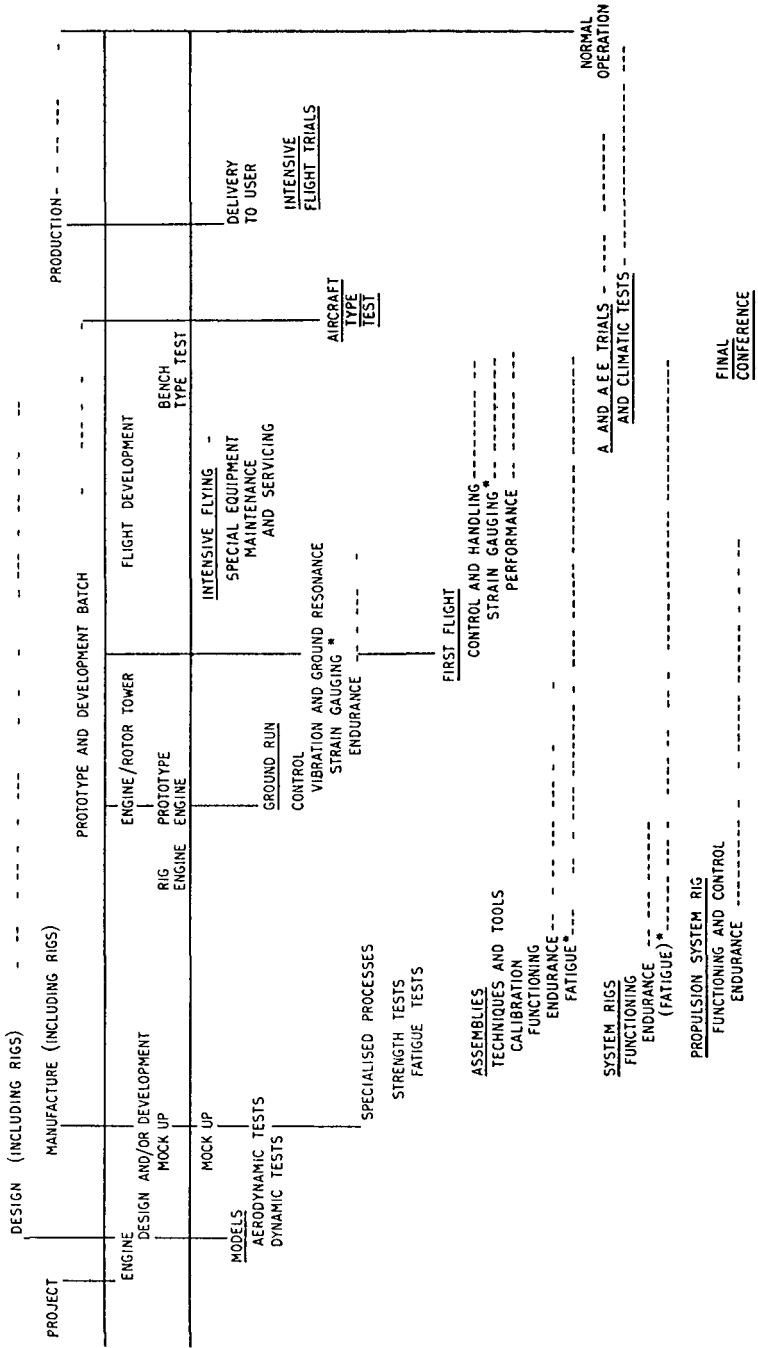 DESIGN (INCLUDING RIGS)
PROJECT
MANUFACTURE (INCLUDING RIGS)
PROTOTYPE AND DEVELOPMENT BATCH
PRODUCTION
ENGINE
DESIGN AND/OR DEVELOPMENT
MOCK UP
RIG
ENGINE
ENGINE/ROTOR TOWER
PROTOTYPE
ENGINE
FLIGHT DEVELOPMENT
BENCH
TYPE TEST
MOCK UP
MODELS
AERODYNAMIC TESTS
DYNAMIC TESTS
GROUND RUN
CONTROL
VIBRATION AND GROUND RESONANCE
STRAIN GAUGING *
ENDURANCE
INTENSIVE FLYING
SPECIAL EQUIPMENT
MAINTENANCE
AND SERVICING
AIRCRAFT
TYPE
TEST
DELIVERY
TO USER
INTENSIVE
FLIGHT TRIALS
SPECIALISED PROCESSES
STRENGTH TESTS
FATIGUE TESTS
FIRST FLIGHT
CONTROL AND HANDLING
STRAIN GAUGING *
PERFORMANCE
ASSEMBLIES
TECHNIQUES AND TOOLS
CALIBRATION
FUNCTIONING
ENDURANCE
FATIGUE *
NORMAL
OPERATION
A AND A E E TRIALS
AND CLIMATIC TESTS
SYSTEM RIGS
FUNCTIONING
ENDURANCE
(FATIGUE) *
PROPULSION SYSTEM RIG
FUNCTIONING AND CONTROL
ENDURANCE
FINAL
CONFERENCE